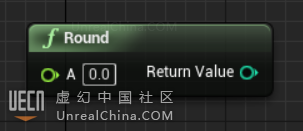 f Round
A 0.0 Return Value
UECN 虚幻中国社区
UnrealChina.COM